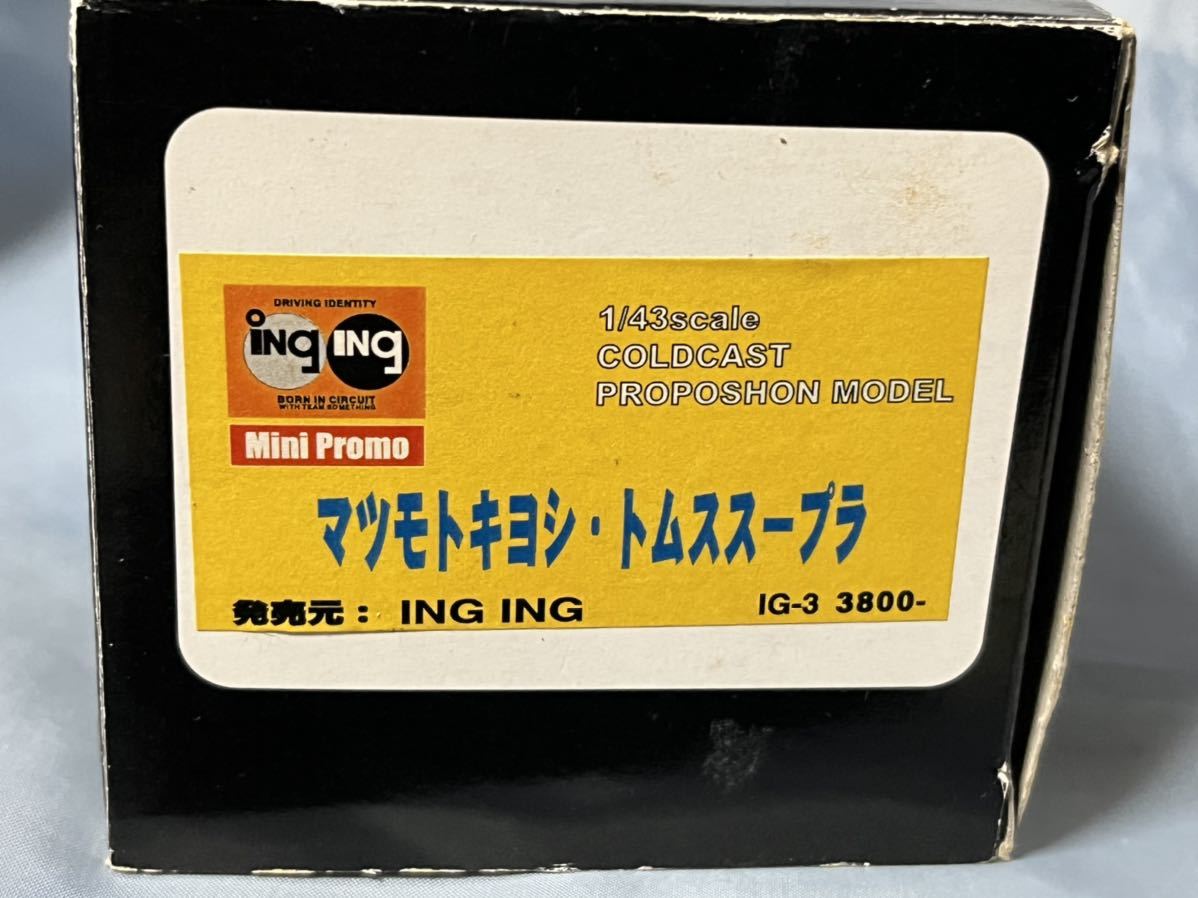 DRIVING IDENTITY
ING ING
BORN IN CIRCUIT
WITH TEAM SOMETHING
Mini Promo
1/43scale
COLDCAST
PROPOSHON MODEL
マツモトキヨシ・トムススープラ
発売元： ING ING
IG-3 3800-